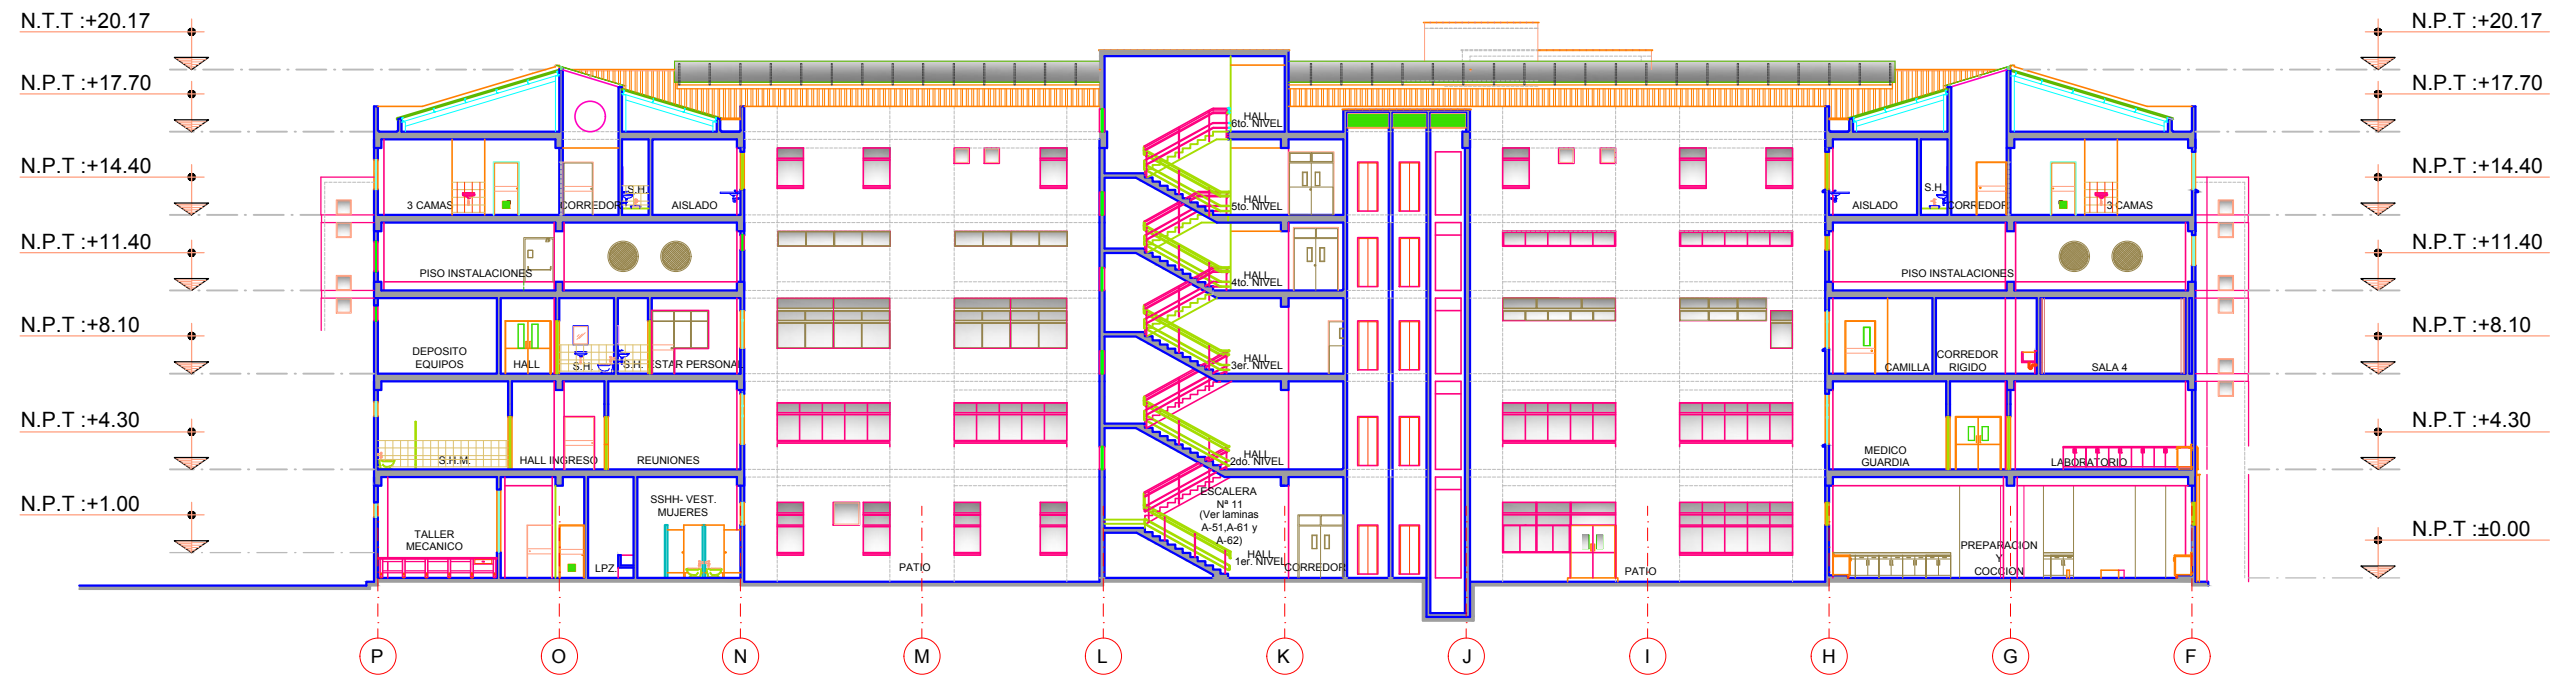 N.T.T :+20.17
N.P.T :+20.17
N.P.T :+17.70
N.P.T :+17.70
HALL
6to. NIVEL
N.P.T :+14.40
N.P.T :+14.40
3 CAMAS
CORREDOR
S.H.
AISLADO
HALL
5to. NIVEL
AISLADO
S.H.
CORREDOR
3 CAMAS
N.P.T :+11.40
N.P.T :+11.40
PISO INSTALACIONES
HALL
4to. NIVEL
PISO INSTALACIONES
N.P.T :+8.10
N.P.T :+8.10
DEPOSITO
EQUIPOS
HALL
S.H.
S.H.
ESTAR PERSONAL
HALL
3er. NIVEL
CAMILLA
CORREDOR
RIGIDO
SALA 4
N.P.T :+4.30
N.P.T :+4.30
S.H.M.
HALL INGRESO
REUNIONES
HALL
2do. NIVEL
MEDICO
GUARDIA
LABORATORIO
N.P.T :+1.00
N.P.T :±0.00
TALLER
MECANICO
LPZ.
SSHH- VEST.
MUJERES
PATIO
ESCALERA
Nª 11
(Ver laminas
A-51,A-61 y
A-62)
HALL
1er. NIVEL
CORREDOR
PATIO
PREPARACION
Y
COCCION
P
O
N
M
L
K
J
I
H
G
F